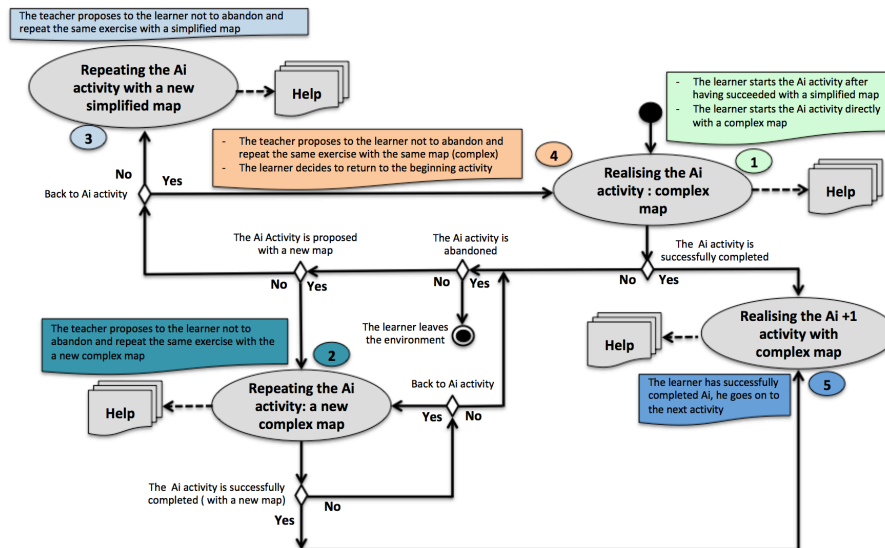 The teacher proposes to the learner not to abandon and
repeat the same exercise with a simplified map
Repeating the Ai
activity with a new
simplified map
Help
3
- The learner starts the Ai activity after
having succeeded with a simplified map
- The learner starts the Ai activity directly
with a complex map
- The teacher proposes to the learner not to abandon and
repeat the same exercise with the same map (complex)
- The learner decides to return to the beginning activity
4
1
Realising the Ai
activity : complex
map
Help
No
Yes
Back to Ai activity
The Ai Activity is proposed
with a new map
No
Yes
The Ai activity is
abandoned
No
Yes
The Ai activity is
successfully completed
No
Yes
The learner leaves
the environment
Realising the Ai +1
activity with
complex map
Help
5
The learner has successfully
completed Ai, he goes on to
the next activity
The teacher proposes to the learner not to
abandon and repeat the same exercise with the
a new complex map
2
Repeating the Ai
activity: a new
complex map
Help
Back to Ai activity
Yes
No
The Ai activity is successfully
completed ( with a new map)
No
Yes